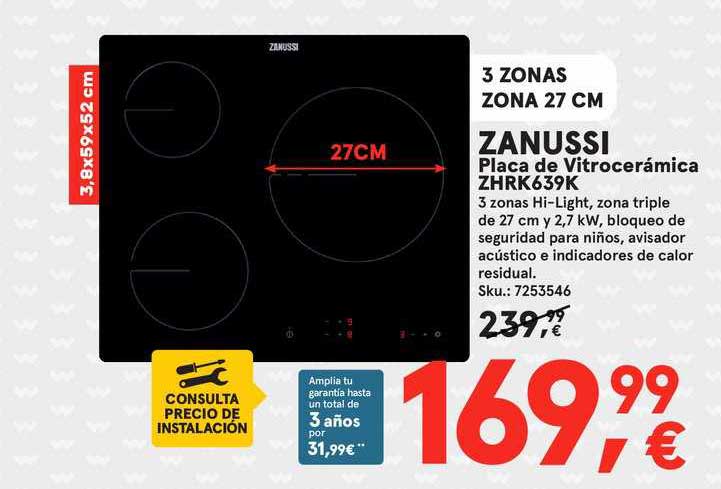 ZANUSSI
3 ZONAS
ZONA 27 CM
3,8x59x52 cm
27CM
ZANUSSI
Placa de Vitrocerámica
ZHRK639K
3 zonas Hi-Light, zona triple
de 27 cm y 2,7 kW, bloqueo de
seguridad para niños, avisador
acústico e indicadores de calor
residual.
Sku.: 7253546
239,99€
169,99€
CONSULTA
PRECIO DE
INSTALACIÓN
Amplia tu
garantía hasta
un total de
3 años
por
31,99€**